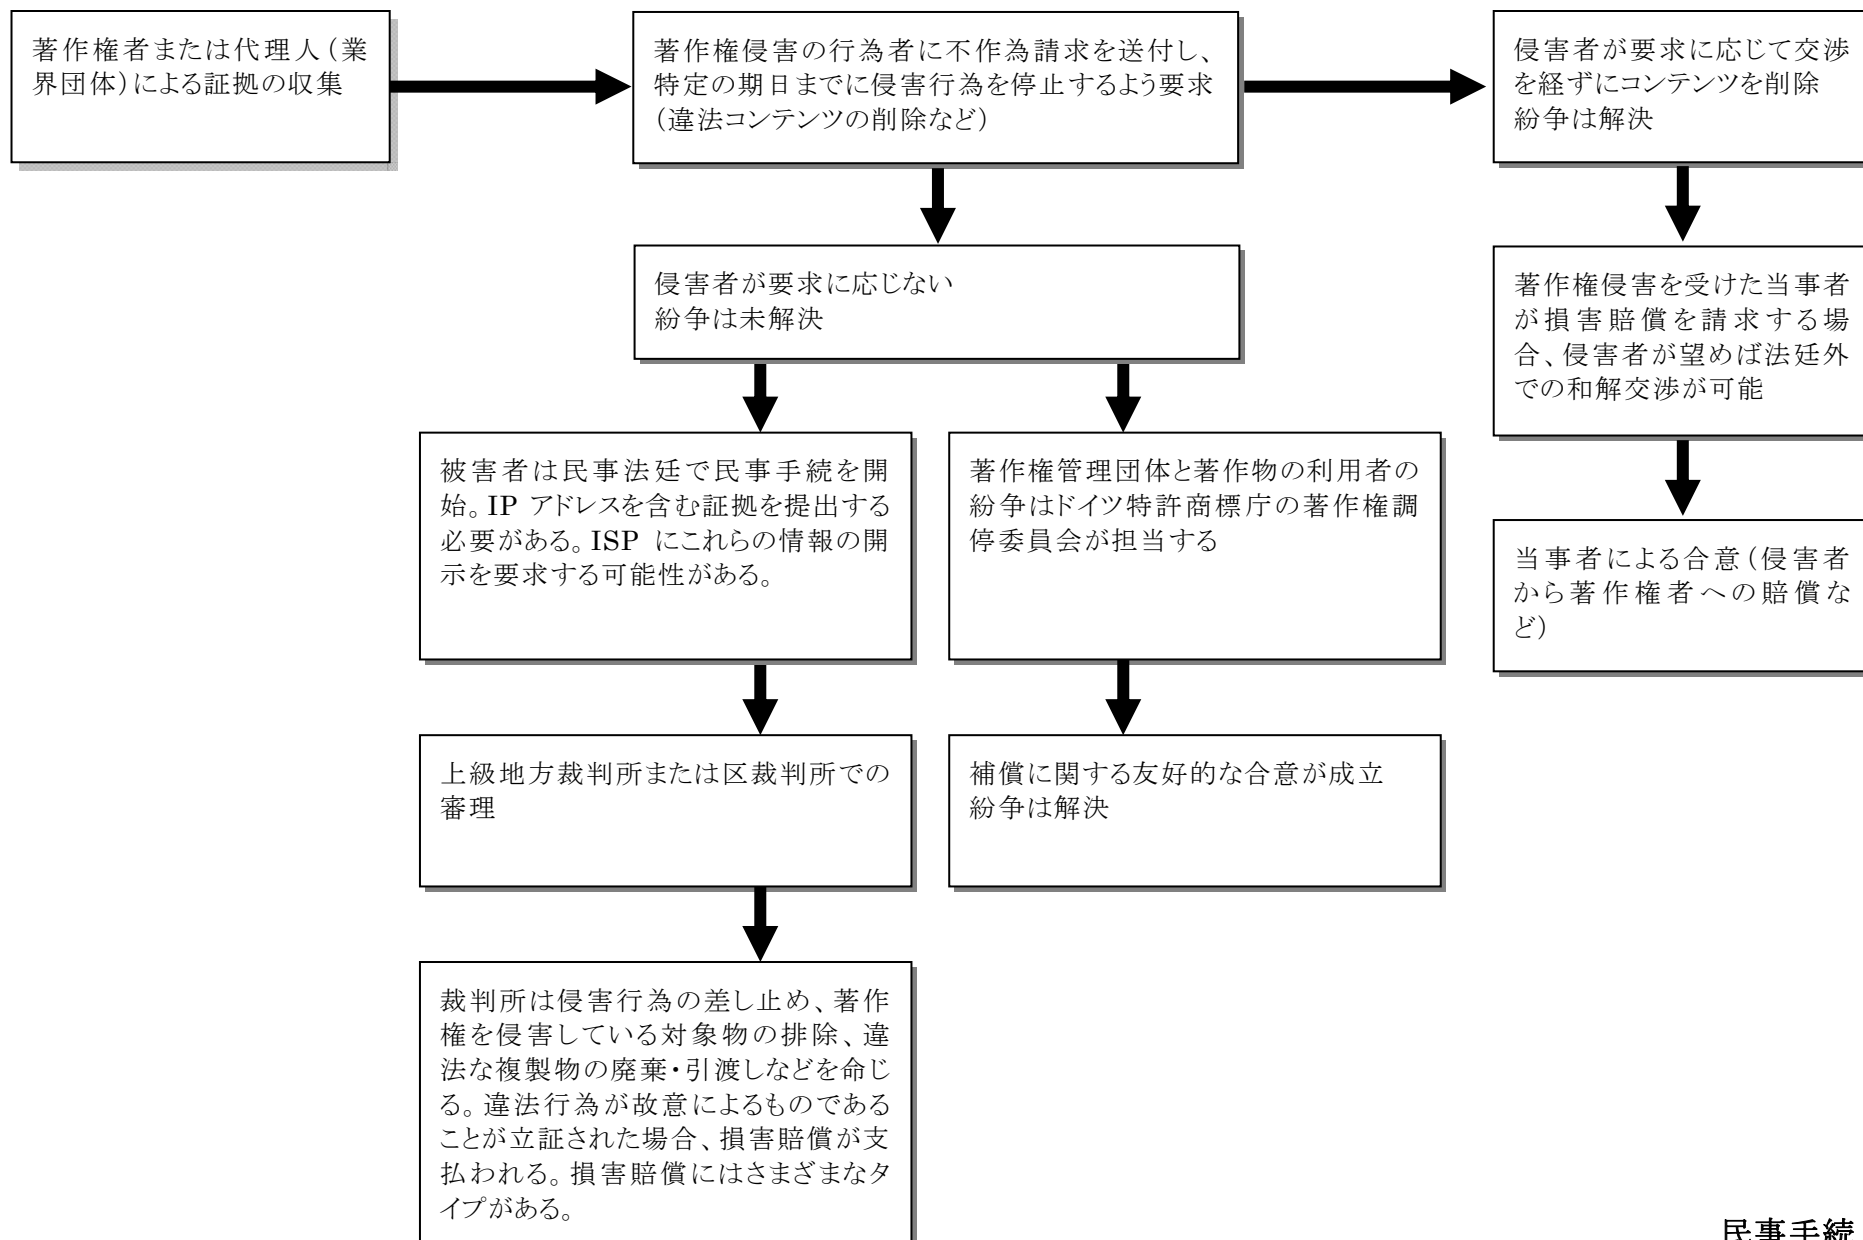 著作権者または代理人（業
界団体）による証拠の収集
著作権侵害の行為者に不作為請求を送付し、
特定の期日までに侵害行為を停止するよう要求
（違法コンテンツの削除など）
侵害者が要求に応じて交渉
を経ずにコンテンツを削除
紛争は解決
侵害者が要求に応じない
紛争は未解決
著作権侵害を受けた当事者
が損害賠償を請求する場
合、侵害者が望めば法廷外
での和解交渉が可能
被害者は民事法廷で民事手続を開
始。IP アドレスを含む証拠を提出する
必要がある。ISP にこれらの情報の開
示を要求する可能性がある。
著作権管理団体と著作物の利用者の
紛争はドイツ特許商標庁の著作権調
停委員会が担当する
当事者による合意（侵害者
から著作権者への賠償な
ど）
上級地方裁判所または区裁判所での
審理
補償に関する友好的な合意が成立
紛争は解決
裁判所は侵害行為の差し止め、著作
権を侵害している対象物の排除、違
法な複製物の廃棄・引渡しなどを命じ
る。違法行為が故意によるものである
ことが立証された場合、損害賠償が支
払われる。損害賠償にはさまざまなタ
イプがある。
民事手続